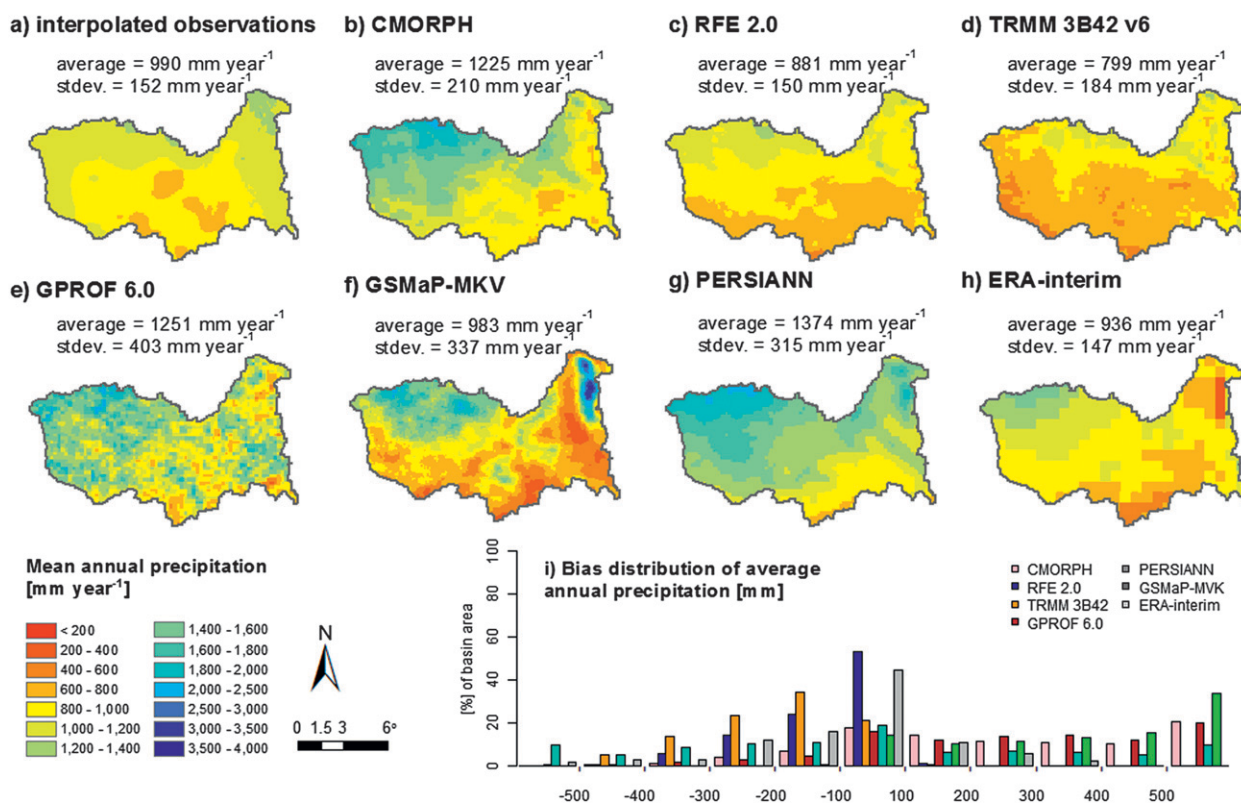 a) interpolated observations
average = 990 mm year-1
stdev. = 152 mm year-1
b) CMORPH
average = 1225 mm year-1
stdev. = 210 mm year-1
c) RFE 2.0
average = 881 mm year-1
stdev. = 150 mm year-1
d) TRMM 3B42 v6
average = 799 mm year-1
stdev. = 184 mm year-1
e) GPROF 6.0
average = 1251 mm year-1
stdev. = 403 mm year-1
f) GSMaP-MKV
average = 983 mm year-1
stdev. = 337 mm year-1
g) PERSIANN
average = 1374 mm year-1
stdev. = 315 mm year-1
h) ERA-interim
average = 936 mm year-1
stdev. = 147 mm year-1
Mean annual precipitation
[mm year-1]
< 200
200 - 400
400 - 600
600 - 800
800 - 1,000
1,000 - 1,200
1,200 - 1,400
1,400 - 1,600
1,600 - 1,800
1,800 - 2,000
2,000 - 2,500
2,500 - 3,000
3,000 - 3,500
3,500 - 4,000
N
0 1.5 3 6°
i) Bias distribution of average
annual precipitation [mm]
CMORPH
RFE 2.0
TRMM 3B42
GPROF 6.0
PERSIANN
GSMaP-MVK
ERA-interim
[%] of basin area
100
80
60
40
20
0
-500 -400 -300 -200 -100 100 200 300 400 500